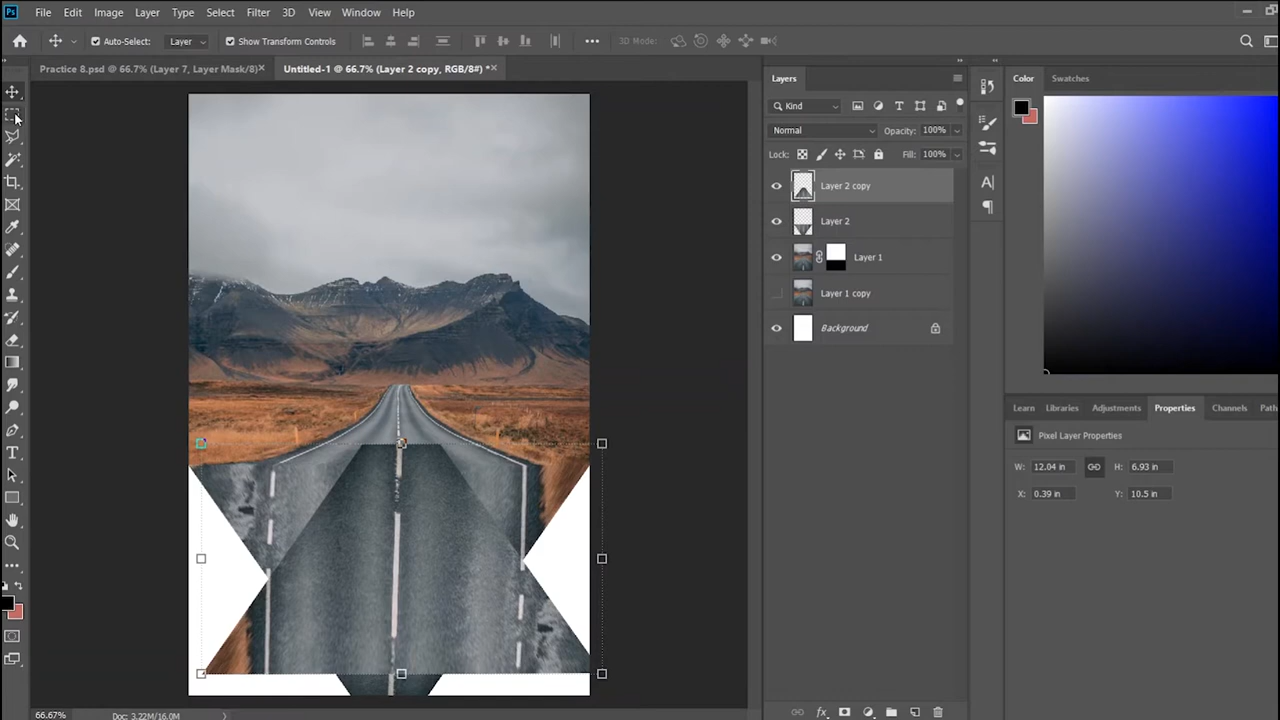 Ps File Edit Image Layer Type Select Filter 3D View Window Help
Auto-Select: Layer Show Transform Controls 3D Mode:
Practice 8.psd @ 66.7% (Layer 7, Layer Mask/8) Untitled-1 @ 66.7% (Layer 2 copy, RGB/8#) *
Layers
Color Swatches
Kind
Normal Opacity: 100%
Lock: Fill: 100%
Layer 2 copy
Layer 2
Layer 1
Layer 1 copy
Background
Learn Libraries Adjustments Properties Channels Path
Pixel Layer Properties
W: 12.04 in H: 6.93 in
X: 0.39 in Y: 10.5 in
66.67% Doc: 3.22M/16.0M